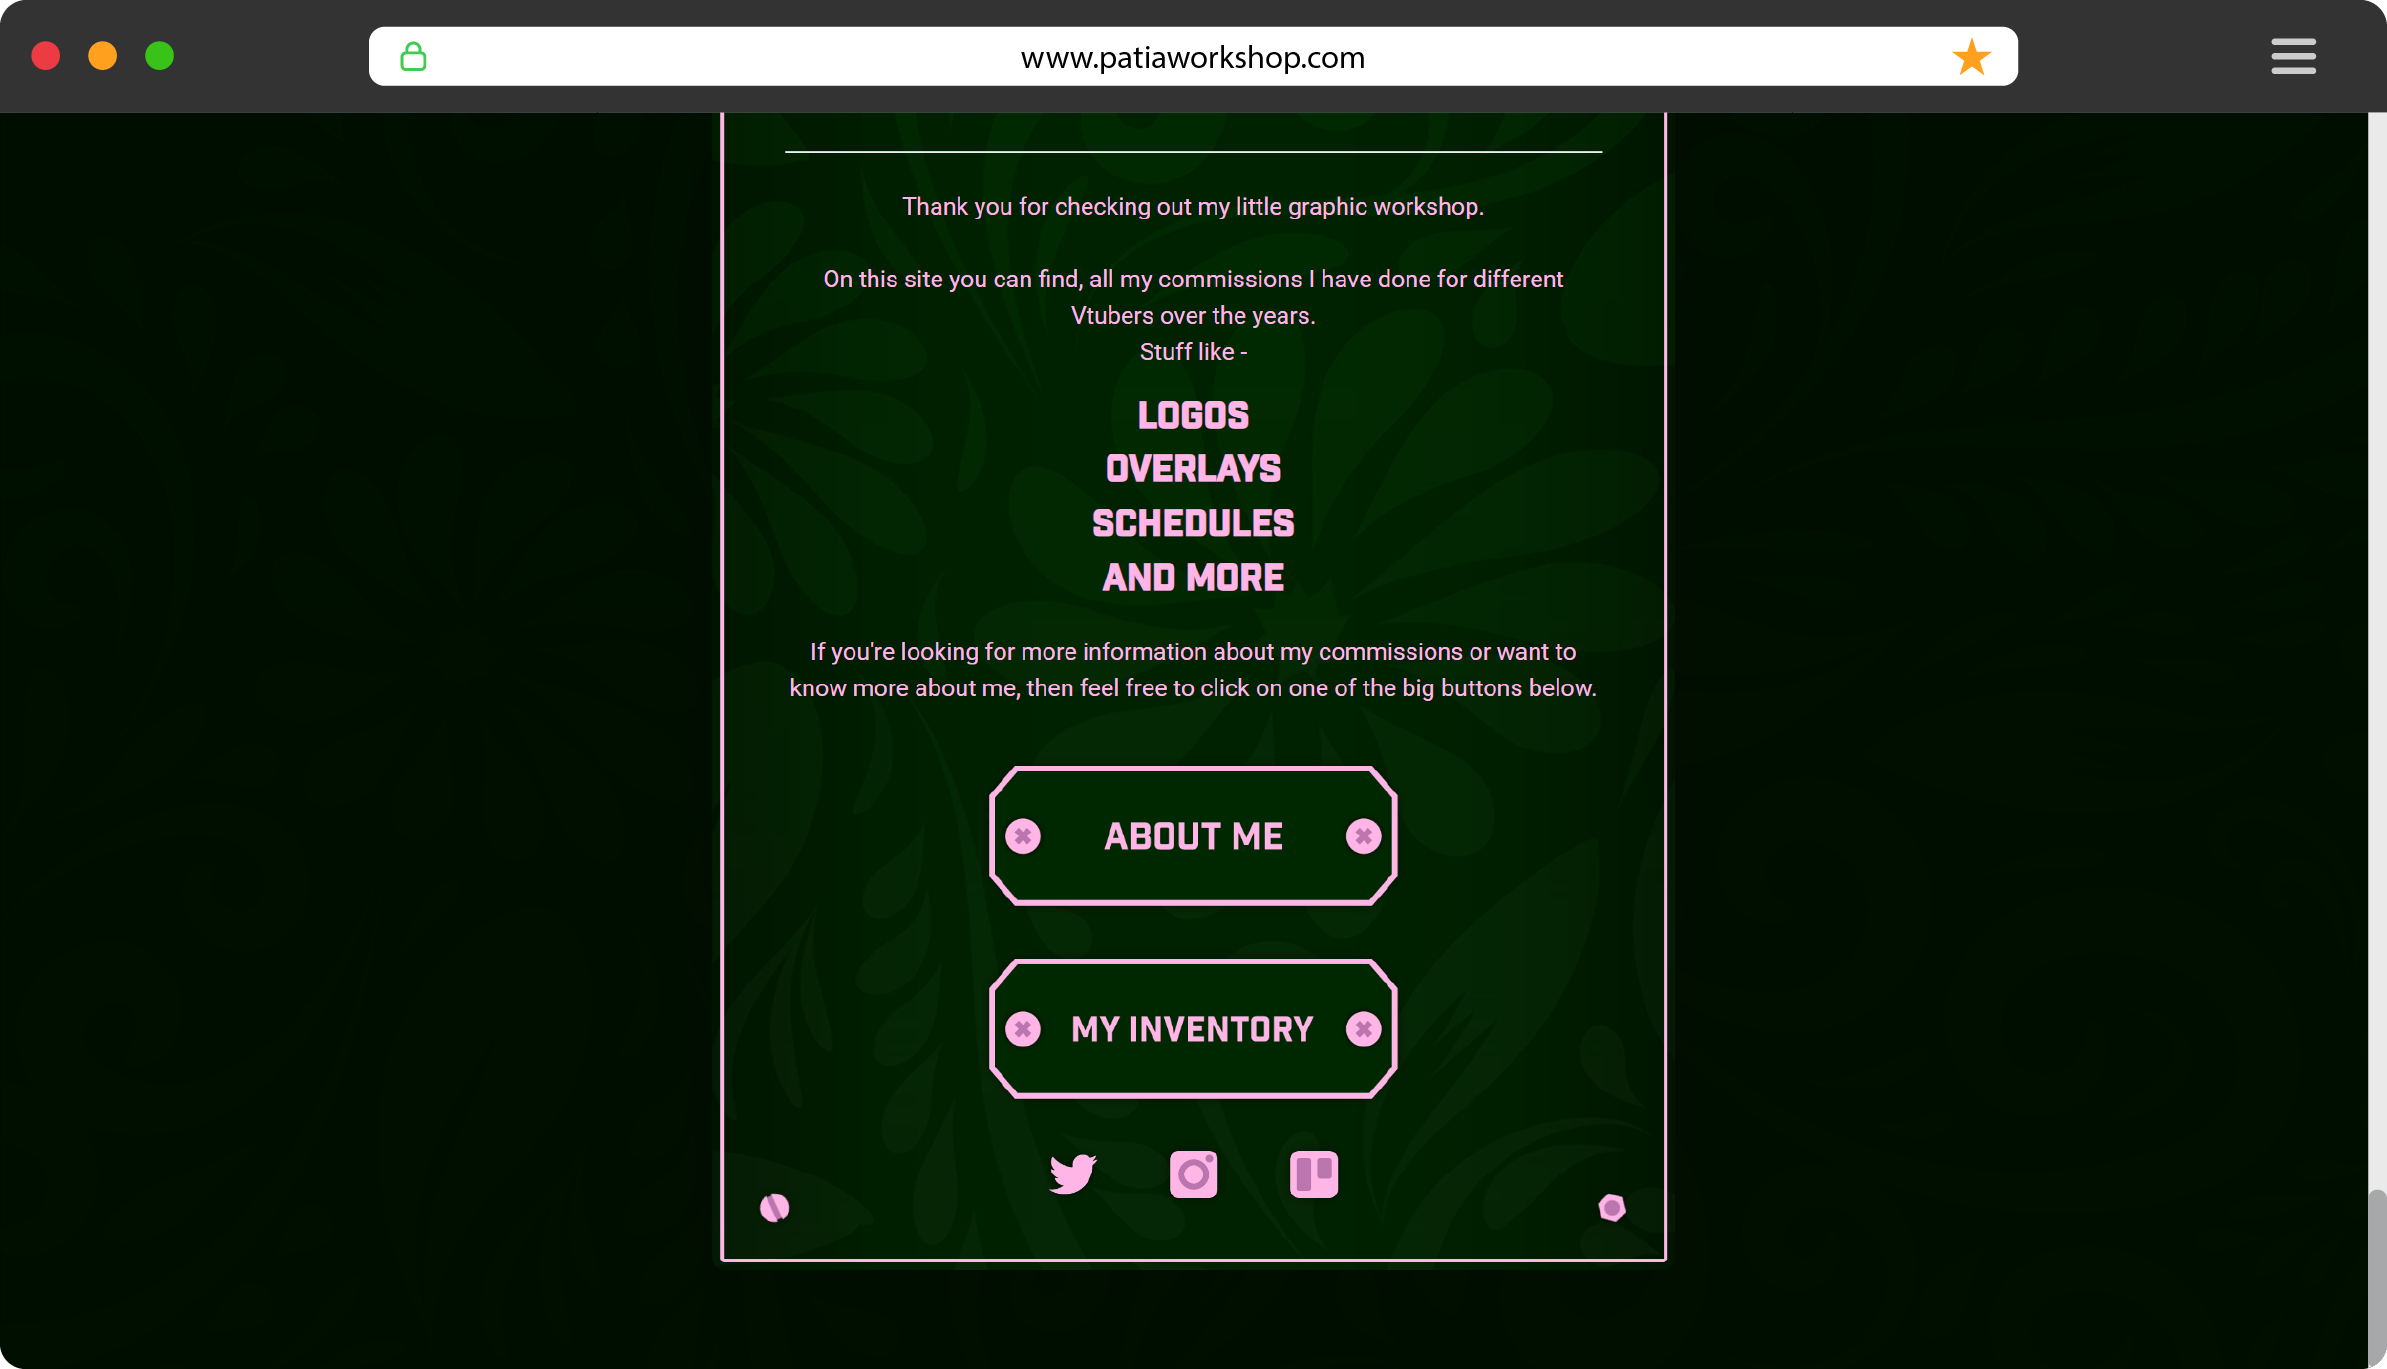 www.patiaworkshop.com
Thank you for checking out my little graphic workshop.
On this site you can find, all my commissions I have done for different
Vtubers over the years.
Stuff like -
LOGOS
OVERLAYS
SCHEDULES
AND MORE
If you're looking for more information about my commissions or want to
know more about me, then feel free to click on one of the big buttons below.
ABOUT ME
MY INVENTORY